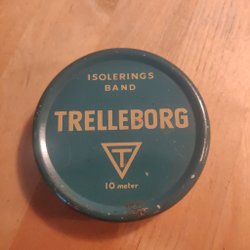 ISOLERINGS
BAND
TRELLEBORG
T
10 meter